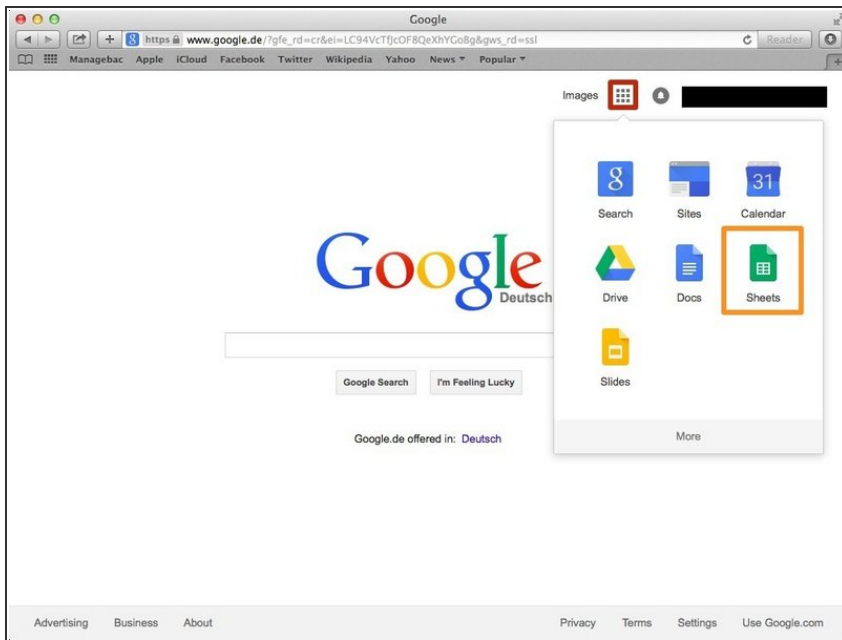 Google
https www.google.de/?gfe_rd=cr&ei=LC94VcTfJcOF8QeXhYGoBg&gws_rd=ssl
Reader
Managebac Apple iCloud Facebook Twitter Wikipedia Yahoo News Popular
Images
8
31
Search Sites Calendar
Google
Deutsch
Drive Docs Sheets
Slides
Google Search I'm Feeling Lucky
Google.de offered in: Deutsch
More
Advertising Business About Privacy Terms Settings Use Google.com